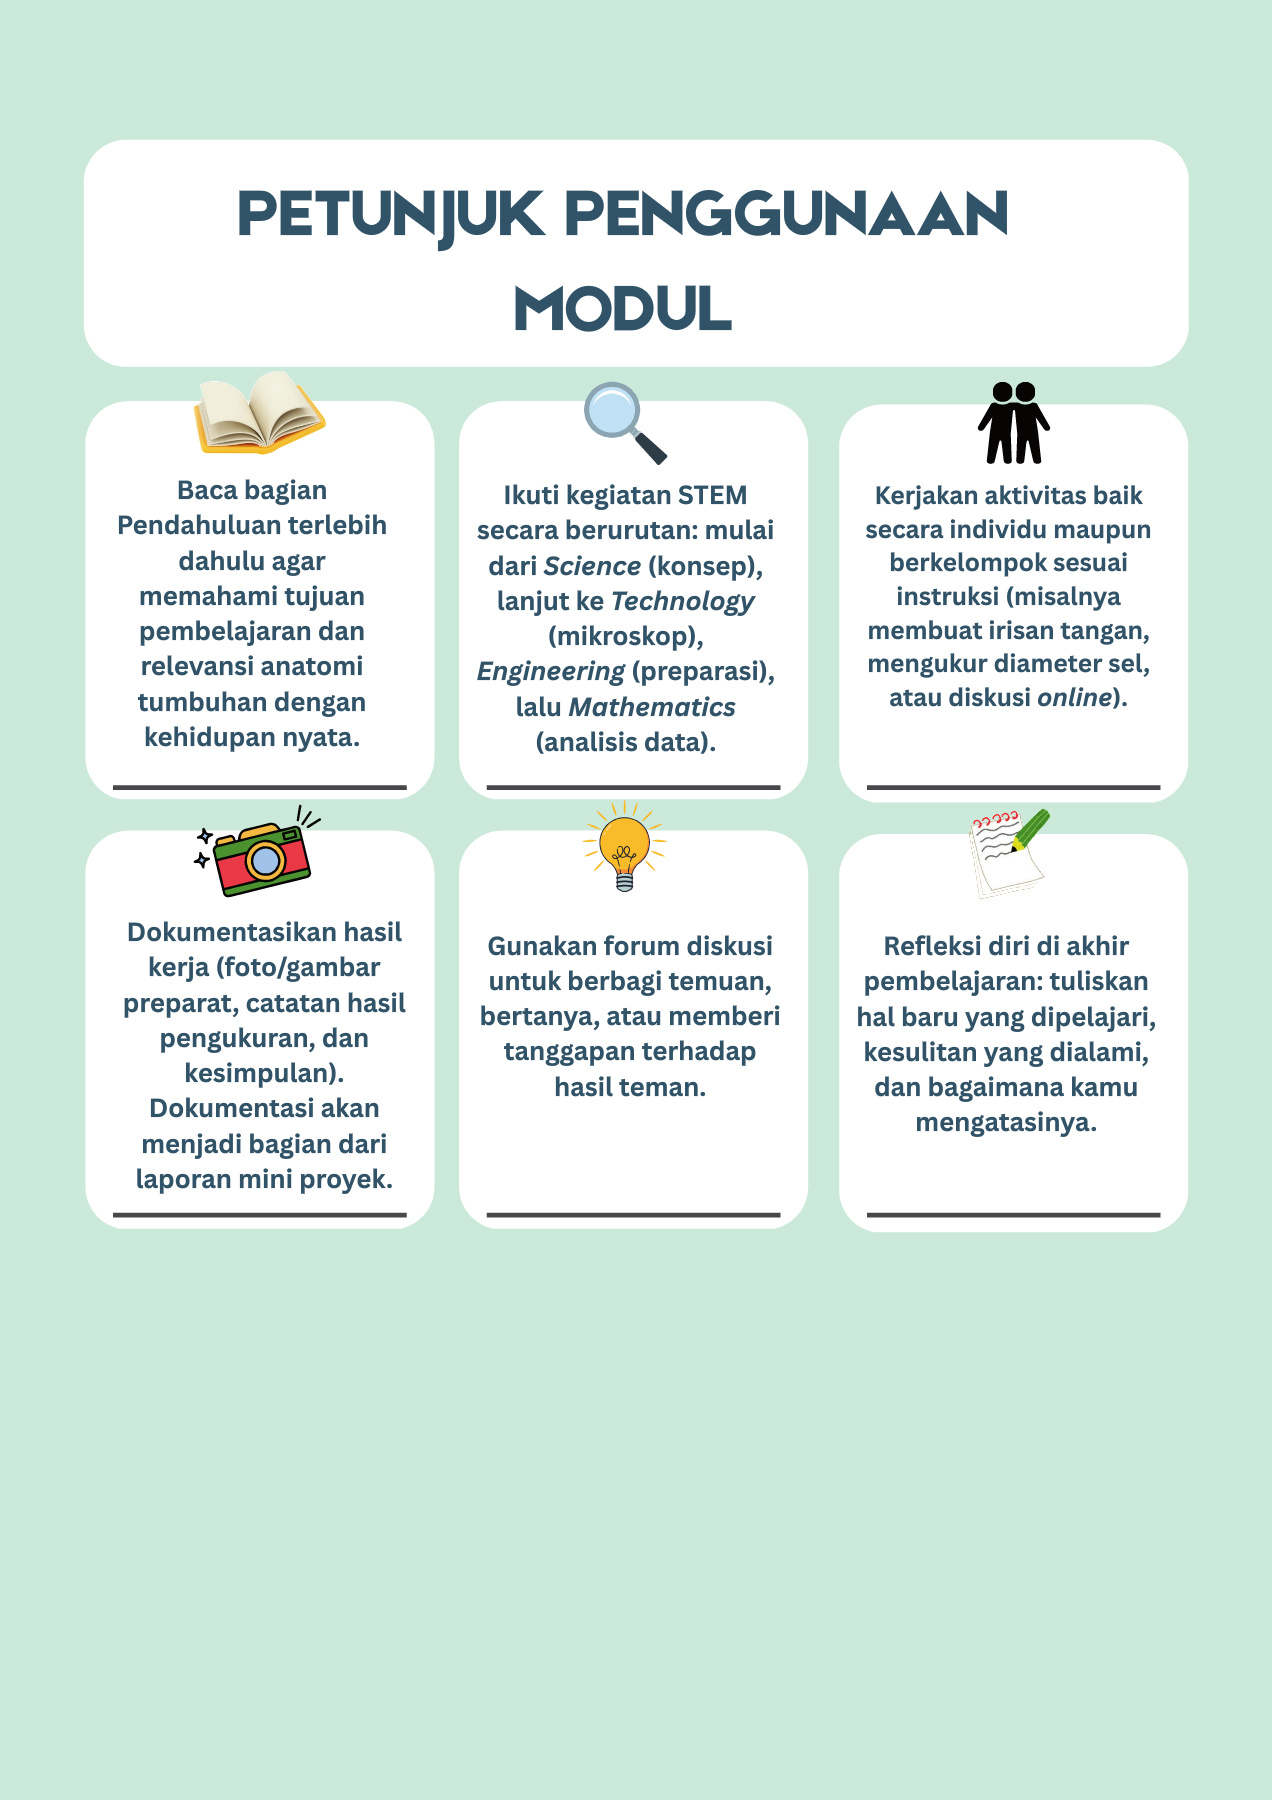 PETUNJUK PENGGUNAAN
MODUL
Baca bagian
Pendahuluan terlebih
dahulu agar
memahami tujuan
pembelajaran dan
relevansi anatomi
tumbuhan dengan
kehidupan nyata.
Ikuti kegiatan STEM
secara berurutan: mulai
dari Science (konsep),
lanjut ke Technology
(mikroskop),
Engineering (preparasi),
lalu Mathematics
(analisis data).
Kerjakan aktivitas baik
secara individu maupun
berkelompok sesuai
instruksi (misalnya
membuat irisan tangan,
mengukur diameter sel,
atau diskusi online).
Dokumentasikan hasil
kerja (foto/gambar
preparat, catatan hasil
pengukuran, dan
kesimpulan).
Dokumentasi akan
menjadi bagian dari
laporan mini proyek.
Gunakan forum diskusi
untuk berbagi temuan,
bertanya, atau memberi
tanggapan terhadap
hasil teman.
Refleksi diri di akhir
pembelajaran: tuliskan
hal baru yang dipelajari,
kesulitan yang dialami,
dan bagaimana kamu
mengatasinya.